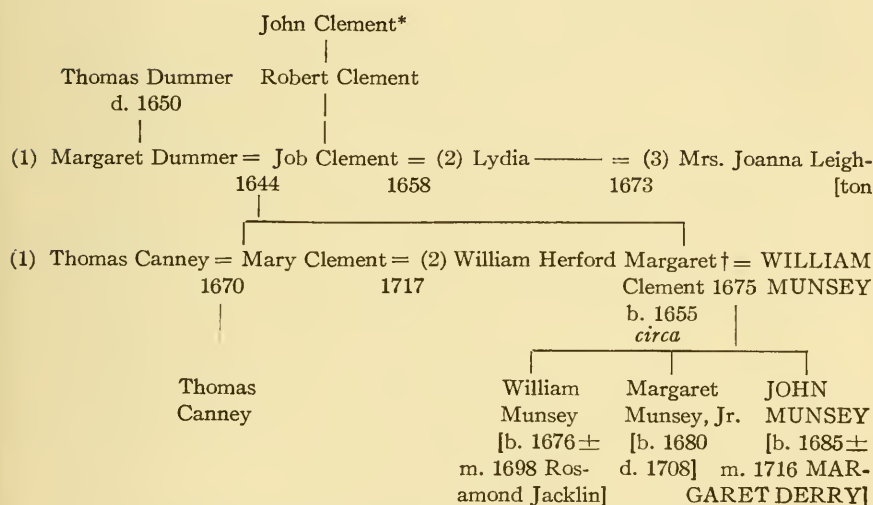 John Clement*
Thomas Dummer Robert Clement
d. 1650
(1) Margaret Dummer = Job Clement = (2) Lydia —— = (3) Mrs. Joanna Leigh-
1644 1658 1673 [ton
(1) Thomas Canney = Mary Clement = (2) William Herford Margaret† = WILLIAM
1670 1717 Clement 1675 MUNSEY
b. 1655
circa
Thomas William Margaret JOHN
Canney Munsey Munsey, Jr. MUNSEY
[b. 1676± [b. 1680 [b. 1685±
m. 1698 Ros- d. 1708] m. 1716 MAR-
amond Jacklin] GARET DERRY]